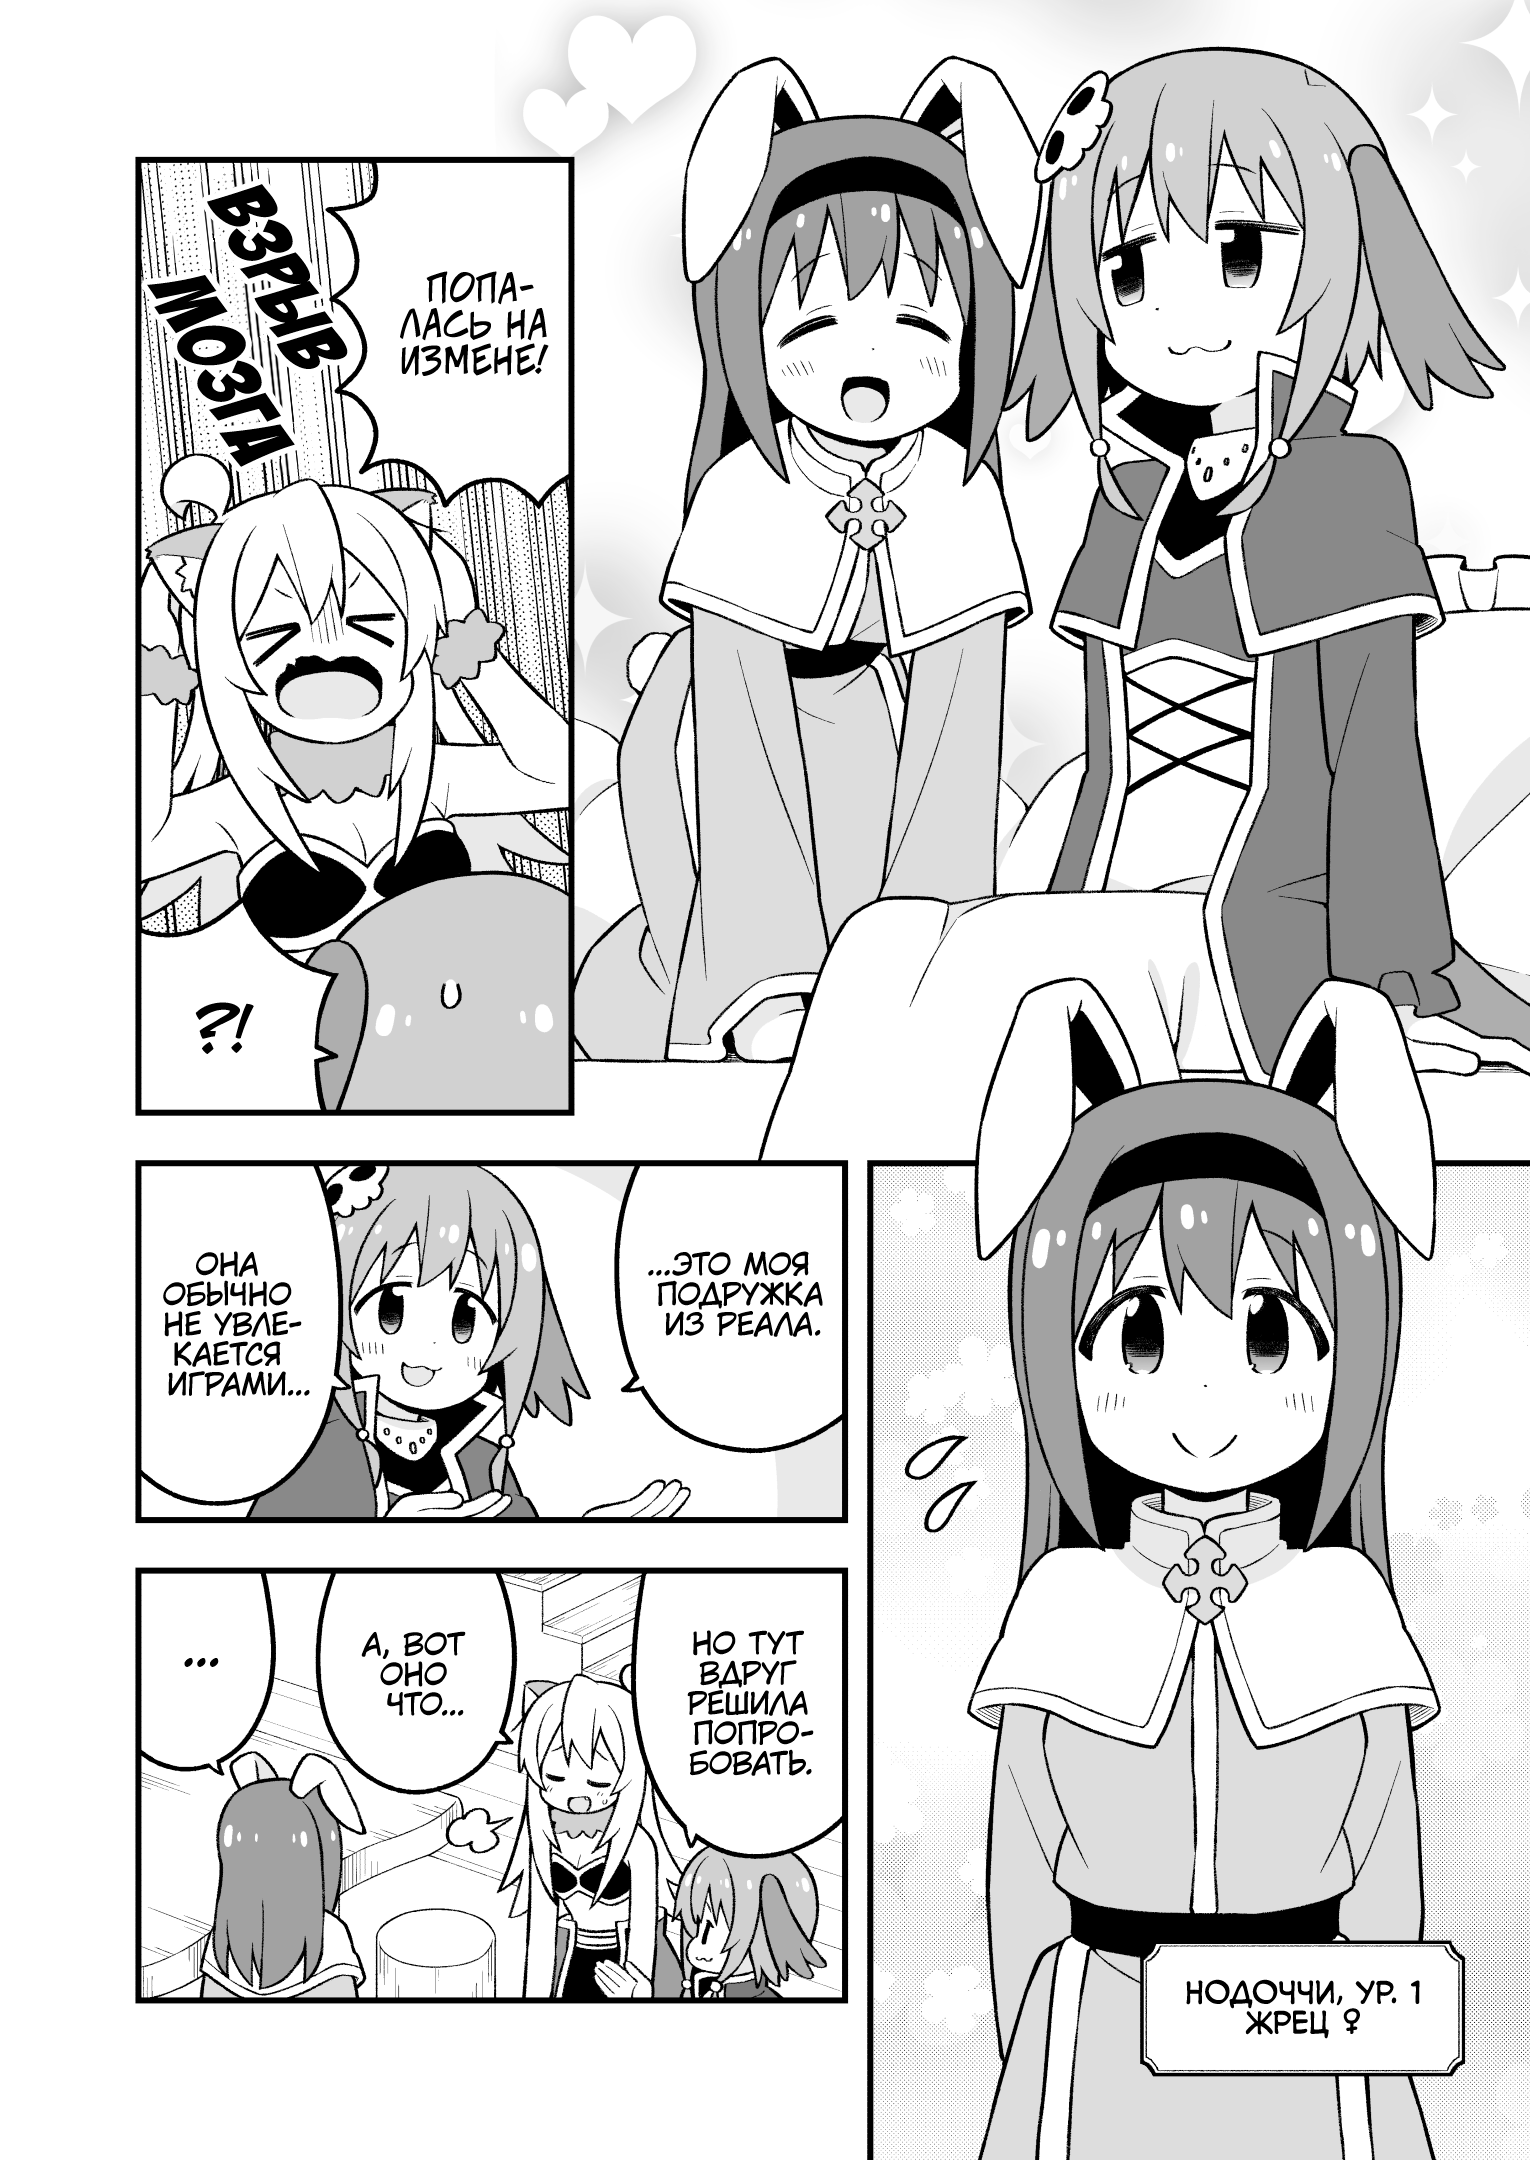 ПОПА-
ЛАСЬ НА
ИЗМЕНЕ!
ВЗРЫВ
МОЗГА
?!
НОДОЧЧИ, УР. 1
ЖРЕЦ ♀
...ЭТО МОЯ
ПОДРУЖКА
ИЗ РЕАЛА.
ОНА
ОБЫЧНО
НЕ УВЛЕ-
КАЕТСЯ
ИГРАМИ...
НО ТУТ
ВДРУГ
РЕШИЛА
ПОПРО-
БОВАТЬ.
А, ВОТ
ОНО
ЧТО...
...